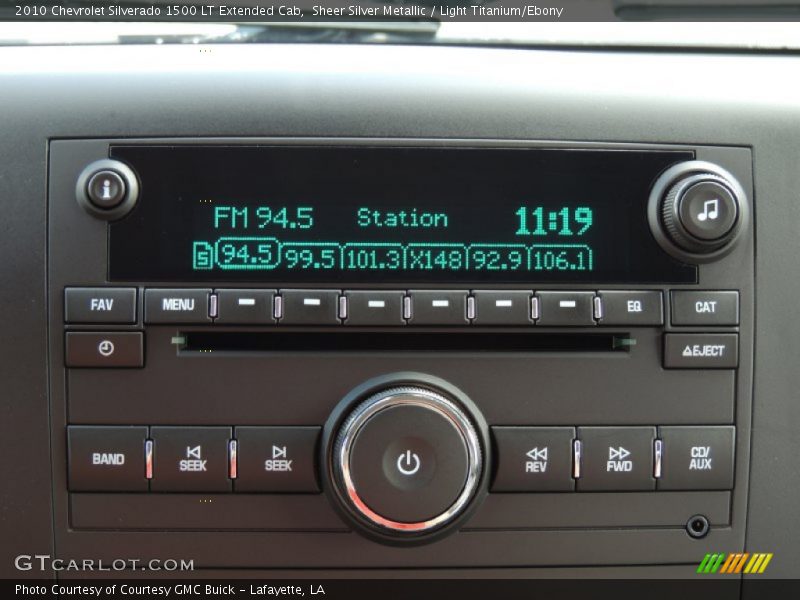 2010 Chevrolet Silverado 1500 LT Extended Cab, Sheer Silver Metallic / Light Titanium/Ebony
FM 94.5 Station 11:19
5 94.5 99.5 101.3 X148 92.9 106.1
FAV MENU EQ CAT
EJECT
BAND SEEK SEEK REV FWD CD/
AUX
GTCARLOT.COM
Photo Courtesy of Courtesy GMC Buick – Lafayette, LA